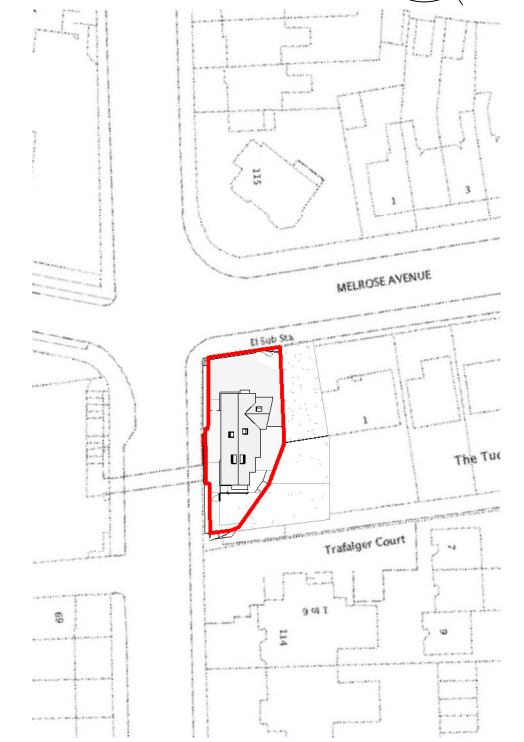 115
1
3
MELROSE AVENUE
El Sub Sta
1
The Tud
Trafalger Court
7
1 to 6
69
114
9